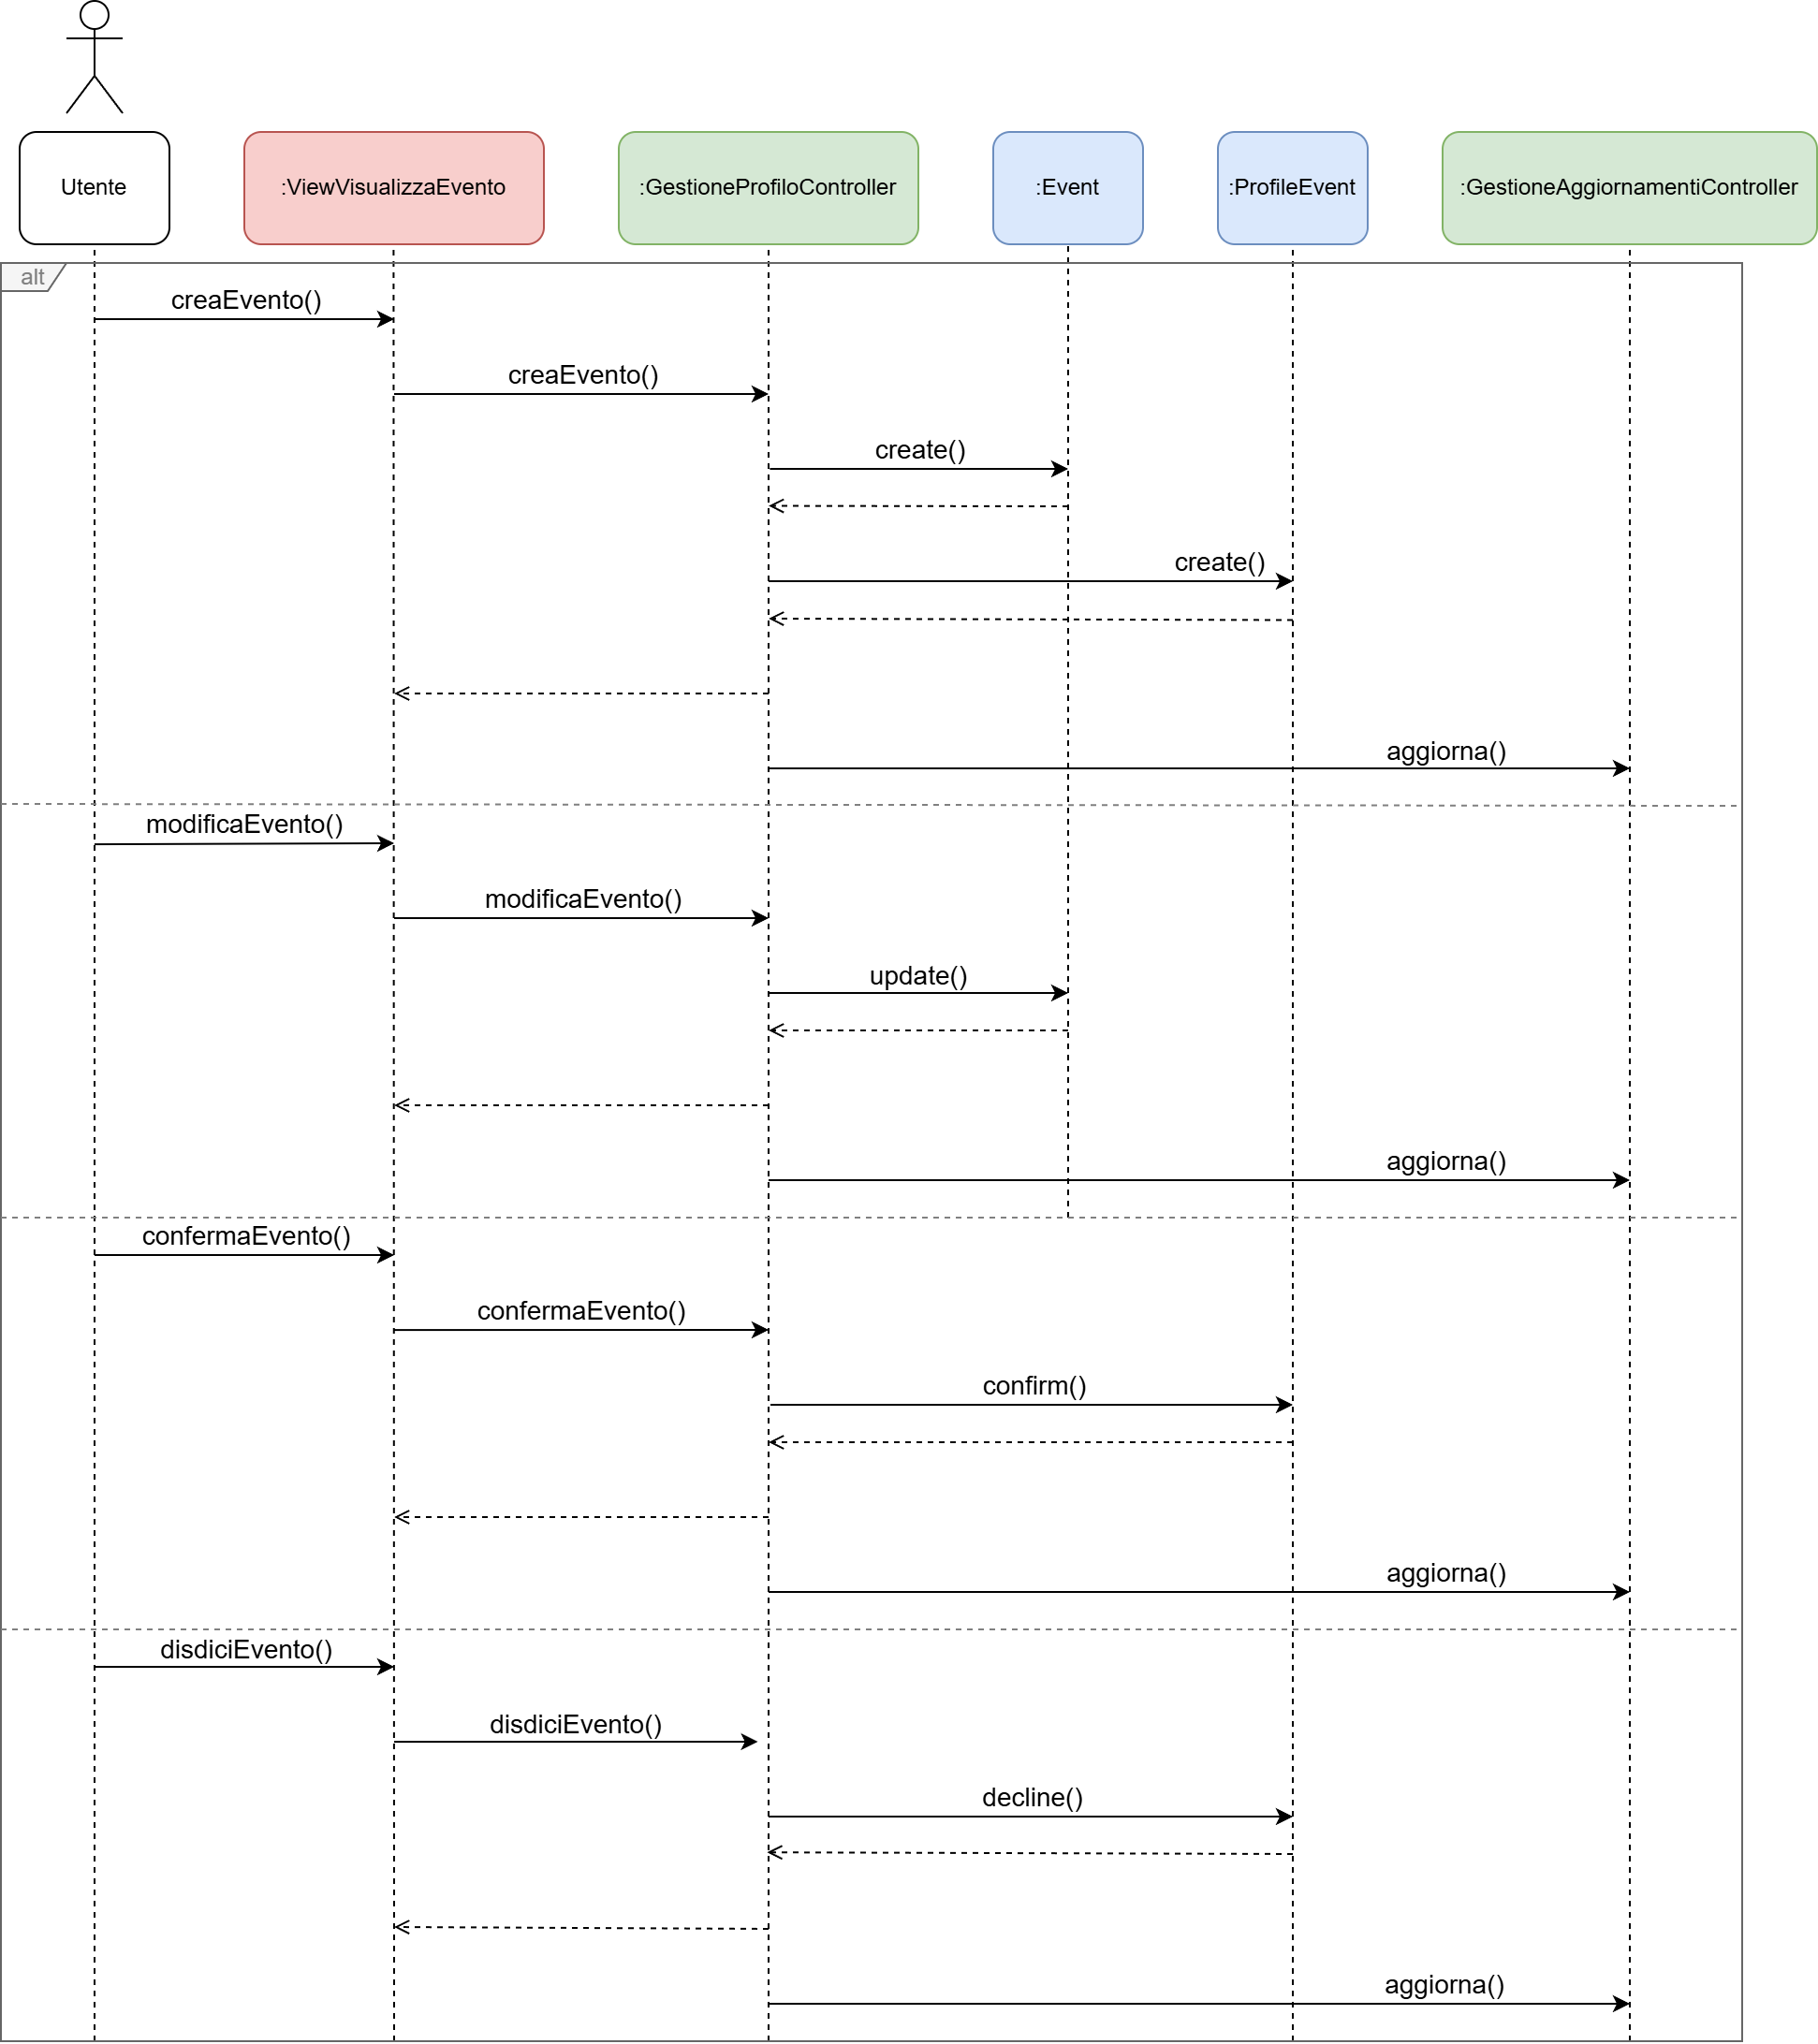 Utente
:ViewVisualizzaEvento
:GestioneProfiloController
:Event
:ProfileEvent
:GestioneAggiornamentiController
alt
creaEvento()
creaEvento()
create()
create()
aggiorna()
modificaEvento()
modificaEvento()
update()
aggiorna()
confermaEvento()
confermaEvento()
confirm()
aggiorna()
disdiciEvento()
disdiciEvento()
decline()
aggiorna()